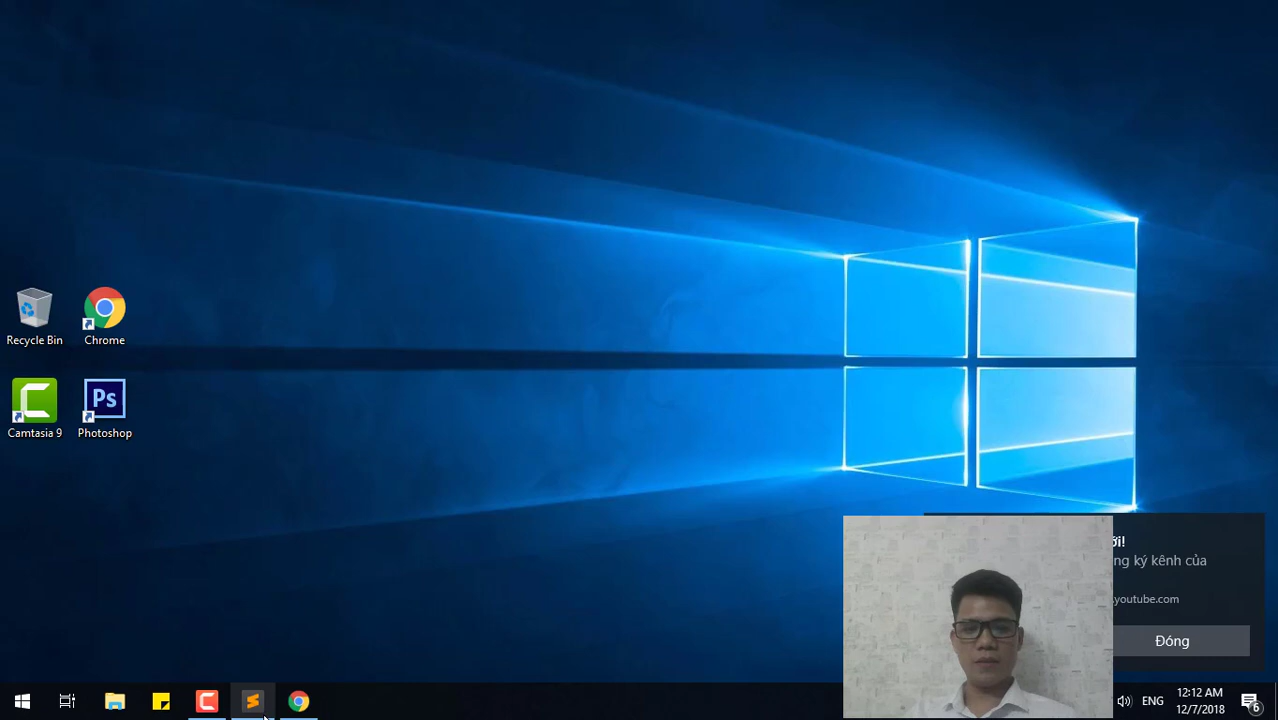 Recycle Bin
Chrome
Camtasia 9
Ps
Photoshop
ới!
ng ký kênh của
.youtube.com
Đóng
ENG
12:12 AM
12/7/2018
6